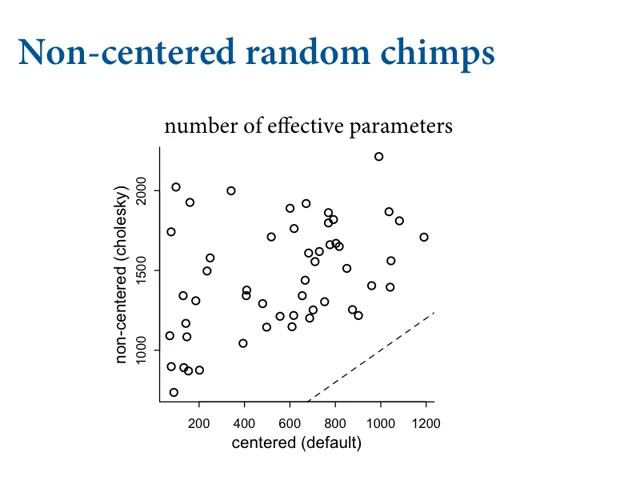 Non-centered random chimps
number of effective parameters
non-centered (cholesky)
2000
1500
1000
200 400 600 800 1000 1200
centered (default)